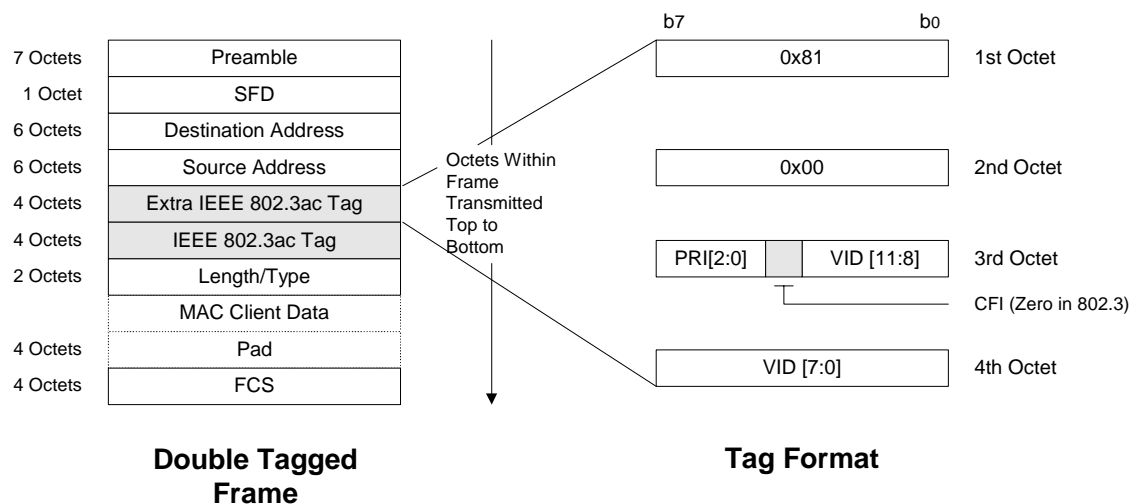 7 Octets Preamble
1 Octet SFD
6 Octets Destination Address
6 Octets Source Address
4 Octets Extra IEEE 802.3ac Tag
4 Octets IEEE 802.3ac Tag
2 Octets Length/Type
MAC Client Data
4 Octets Pad
4 Octets FCS
Octets Within
Frame
Transmitted
Top to
Bottom
Double Tagged
Frame
b7 b0
0x81 1st Octet
0x00 2nd Octet
PRI[2:0] VID [11:8] 3rd Octet
CFI (Zero in 802.3)
VID [7:0] 4th Octet
Tag Format